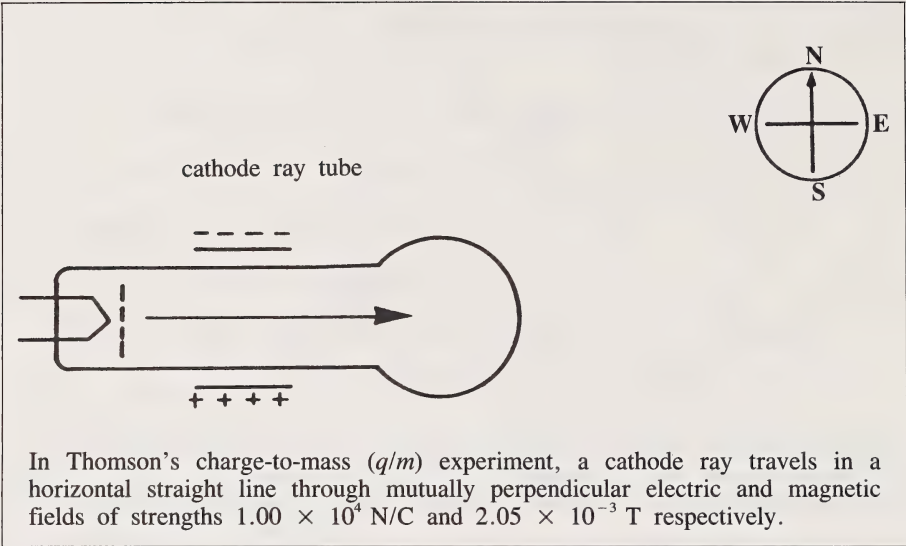 N
W E
S
cathode ray tube
– – – –
+ + + +
In Thomson's charge-to-mass (q/m) experiment, a cathode ray travels in a
horizontal straight line through mutually perpendicular electric and magnetic
fields of strengths 1.00 × 10⁴ N/C and 2.05 × 10⁻³ T respectively.